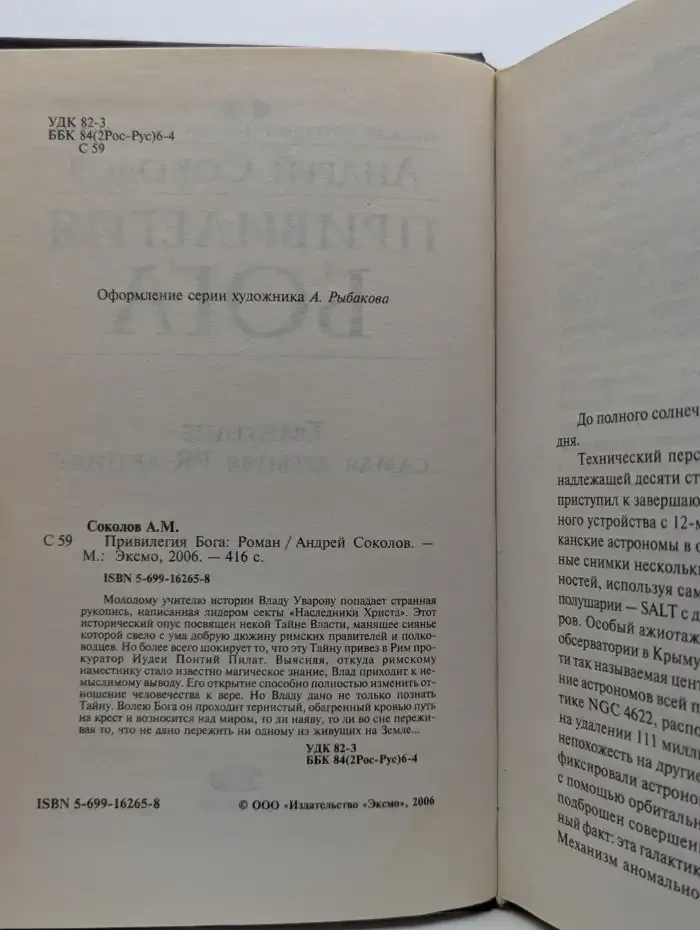 УДК 82-3
ББК 84(2Рос-Рус)6-4
С 59
Оформление серии художника А. Рыбакова
Соколов А.М.
С 59 Привилегия Бога: Роман / Андрей Соколов. —
М.: Эксмо, 2006. — 416 с.
ISBN 5-699-16265-8
Молодому учителю истории Владу Уварову попадает странная
рукопись, написанная лидером секты «Наследники Христа». Этот
исторический опус посвящен некой Тайне Власти, манящее сиянье
которой свело с ума добрую дюжину римских правителей и полко-
водцев. Но более всего шокирует то, что эту Тайну привез в Рим про-
куратор Иудеи Понтий Пилат. Выясняя, откуда римскому
наместнику стало известно магическое знание, Влад приходит к не-
мыслимому выводу. Его открытие способно полностью изменить от-
ношение человечества к вере. Но Владу дано не только познать
Тайну. Волею Бога он проходит тернистый, обагренный кровью путь
на крест и возносится над миром, то ли наяву, то ли во сне пережи-
вая то, что не дано пережить ни одному из живущих на Земле...
УДК 82-3
ББК 84(2Рос-Рус)6-4
ISBN 5-699-16265-8
© ООО «Издательство «Эксмо», 2006
До полного солнеч
дня.
Технический перс
надлежащей десяти ст
приступил к завершаю
ного устройства с 12-м
канские астрономы в о
ные снимки нескольки
ностей, используя сам
полушарии — SALT с д
ров. Особый ажиотаж
обсерватории в Крыму
ти так называемая цент
ние астрономов всей п
тике NGC 4622, распо
на удалении 111 милли
непохожесть на другие
фиксировали астроном
с помощью орбитальн
подброшен совершенн
ный факт: эта галактик
Механизм аномально